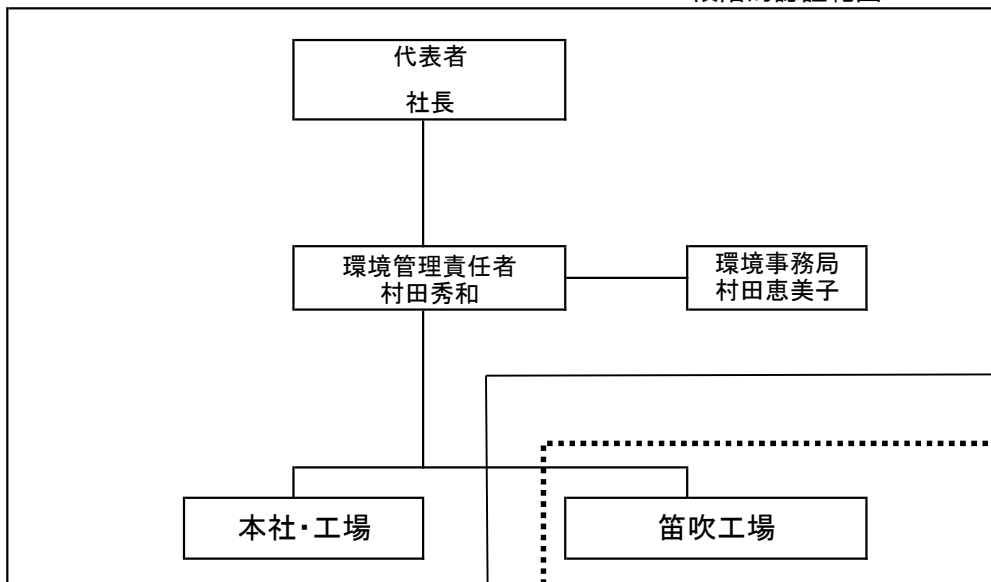 代表者
社長
環境管理責任者
村田秀和
環境事務局
村田恵美子
本社・工場
笛吹工場